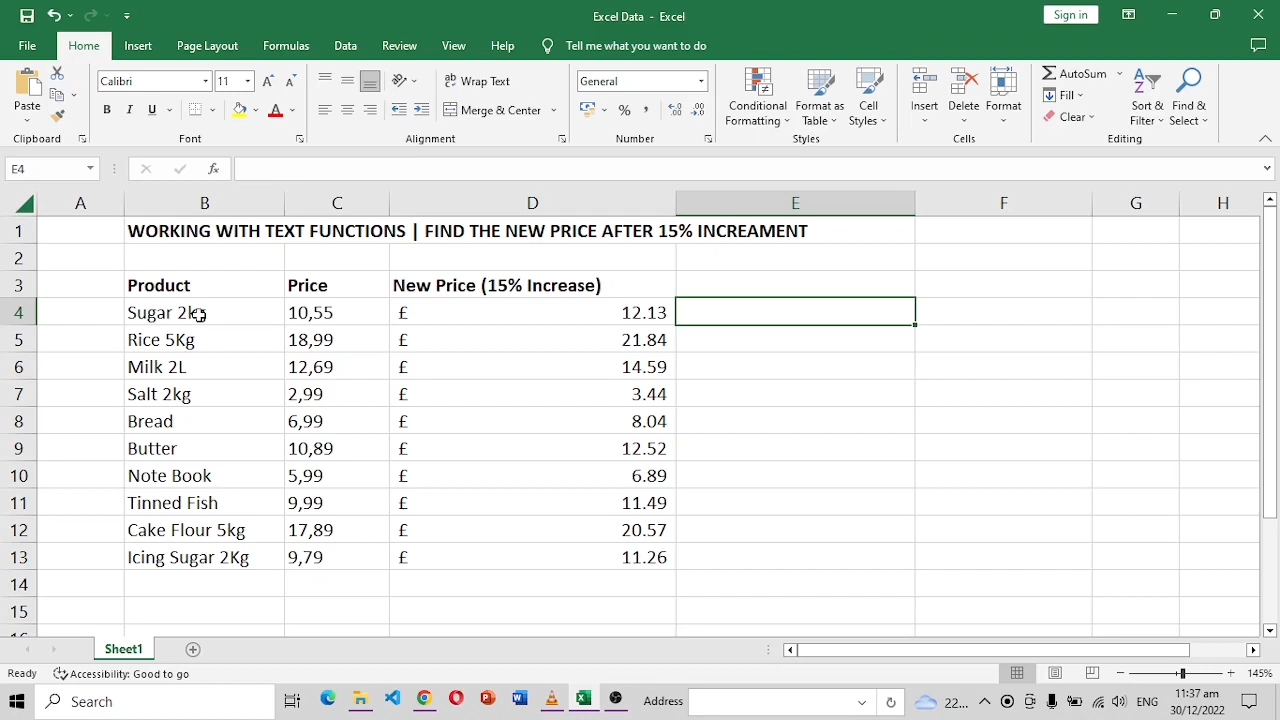 Excel Data - Excel
Sign in
File Home Insert Page Layout Formulas Data Review View Help Tell me what you want to do
Calibri 11
Wrap Text
General
AutoSum
Fill
Clear
Paste
B I U
Merge & Center
Conditional Formatting
Format as Table
Cell Styles
Insert Delete Format
Sort & Filter
Find & Select
Clipboard Font Alignment Number Styles Cells Editing
E4
fx
A B C D E F G H
1 WORKING WITH TEXT FUNCTIONS | FIND THE NEW PRICE AFTER 15% INCREAMENT
2
3 Product Price New Price (15% Increase)
4 Sugar 2kg 10,55 £ 12.13
5 Rice 5Kg 18,99 £ 21.84
6 Milk 2L 12,69 £ 14.59
7 Salt 2kg 2,99 £ 3.44
8 Bread 6,99 £ 8.04
9 Butter 10,89 £ 12.52
10 Note Book 5,99 £ 6.89
11 Tinned Fish 9,99 £ 11.49
12 Cake Flour 5kg 17,89 £ 20.57
13 Icing Sugar 2Kg 9,79 £ 11.26
14
15
Sheet1
Ready Accessibility: Good to go 145%
Search Address 22... ENG 11:37 am
30/12/2022